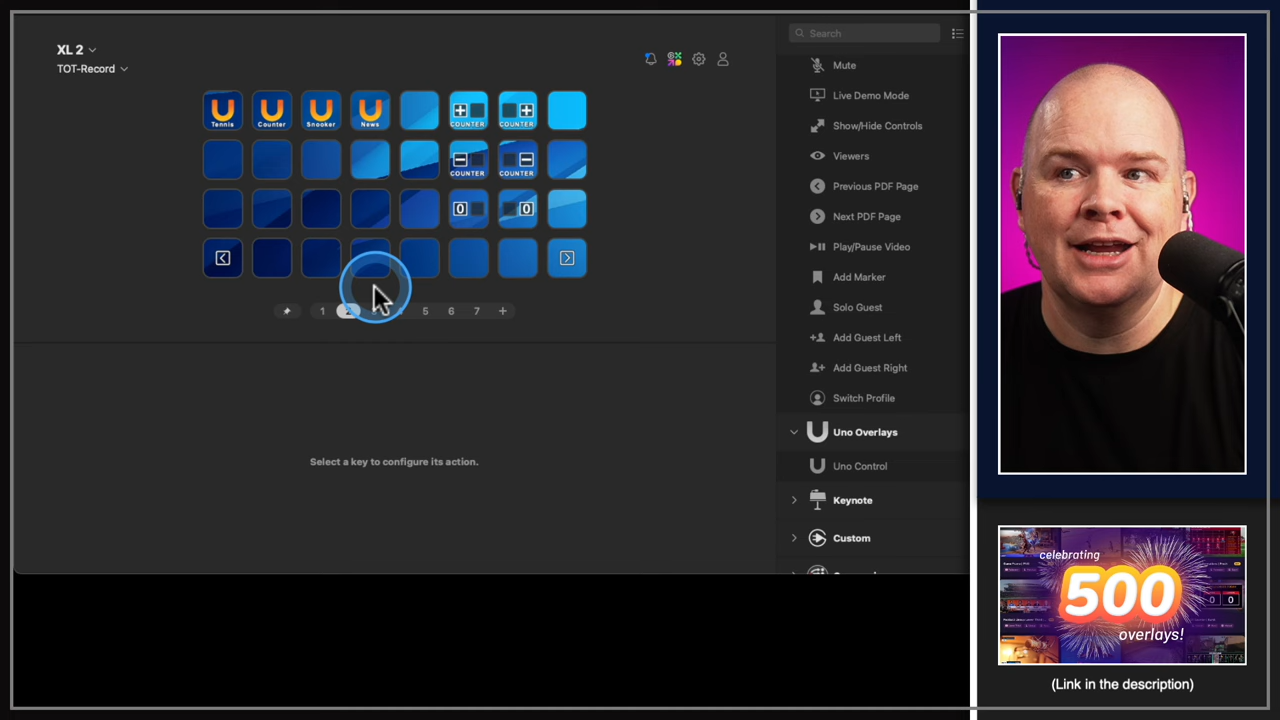 XL 2
TOT-Record
Tennis
Counter
Snooker
News
COUNTER
COUNTER
COUNTER
COUNTER
0
0
1
2
5
6
7
+
Select a key to configure its action.
Search
Mute
Live Demo Mode
Show/Hide Controls
Viewers
Previous PDF Page
Next PDF Page
Play/Pause Video
Add Marker
Solo Guest
Add Guest Left
Add Guest Right
Switch Profile
Uno Overlays
Uno Control
Keynote
Custom
celebrating
500
overlays!
(Link in the description)